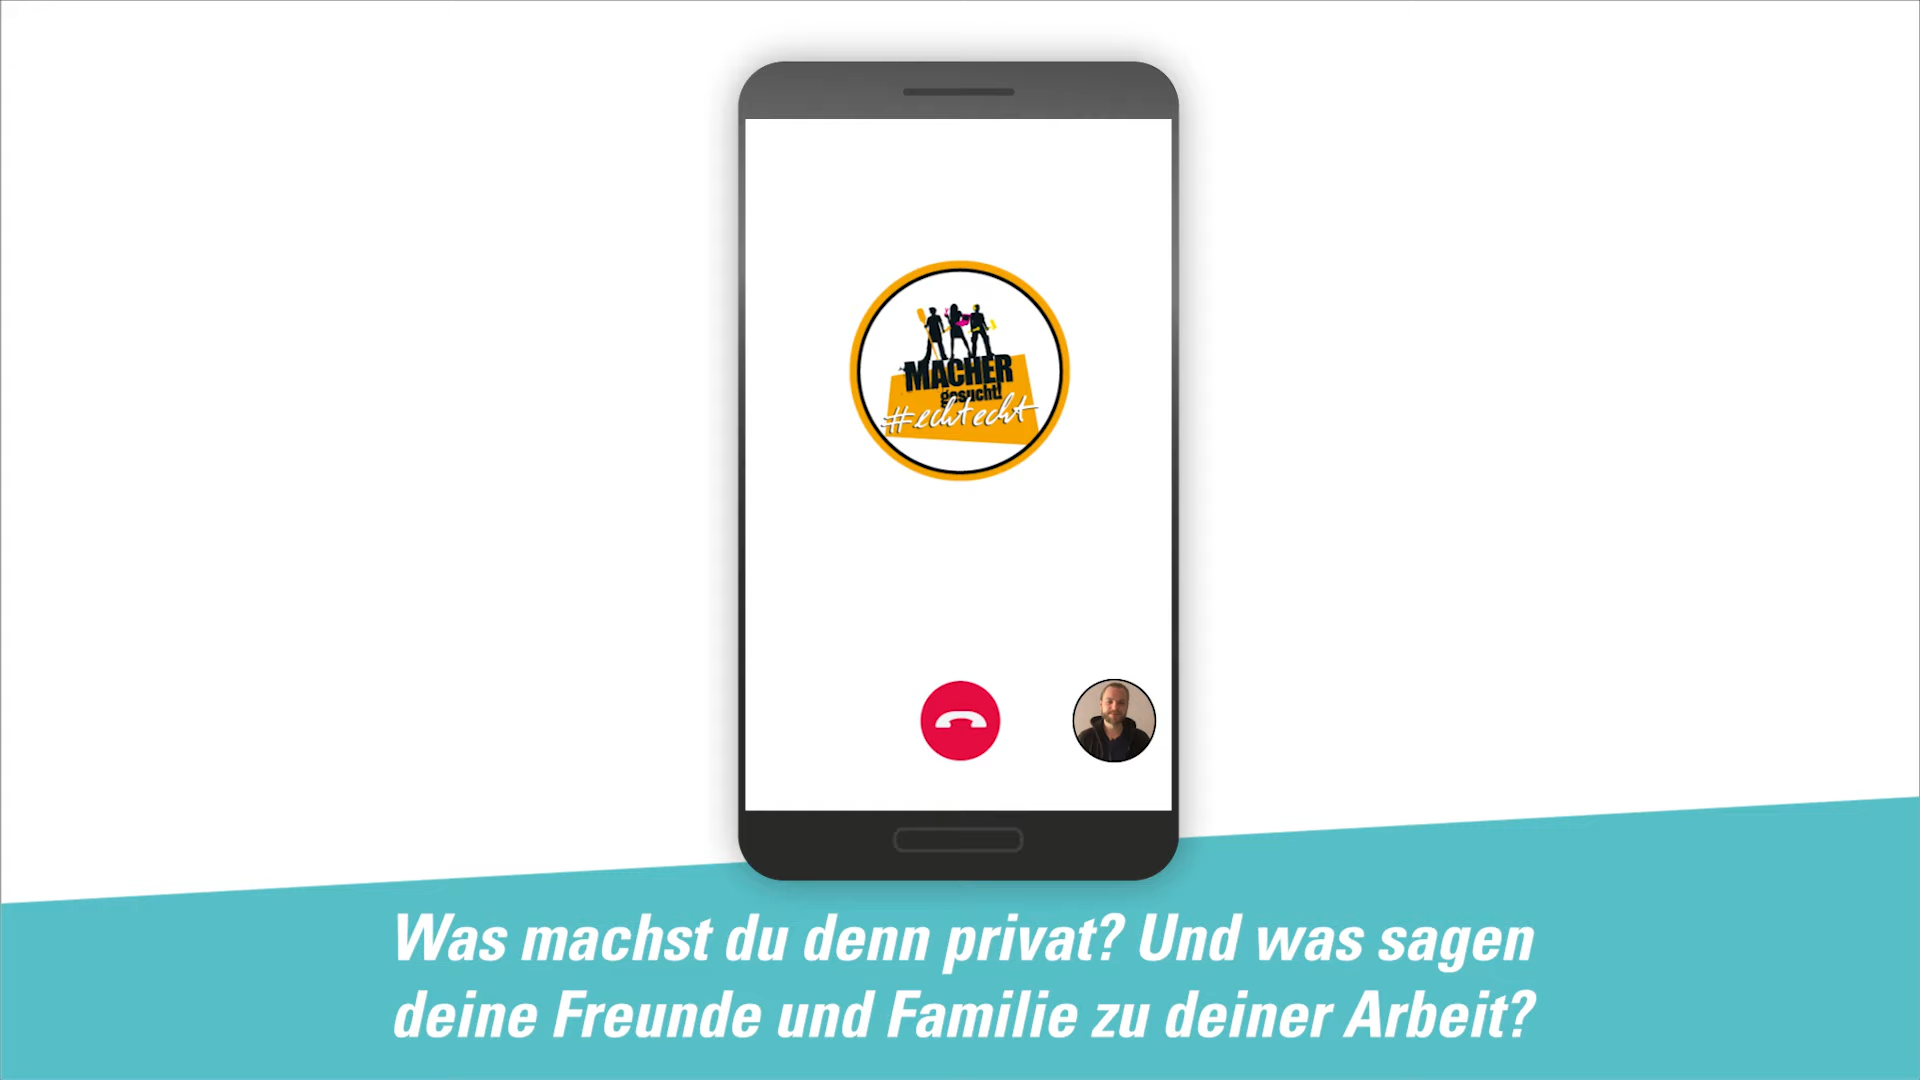 MACHER
gesucht!
#echtecht
Was machst du denn privat? Und was sagen
deine Freunde und Familie zu deiner Arbeit?